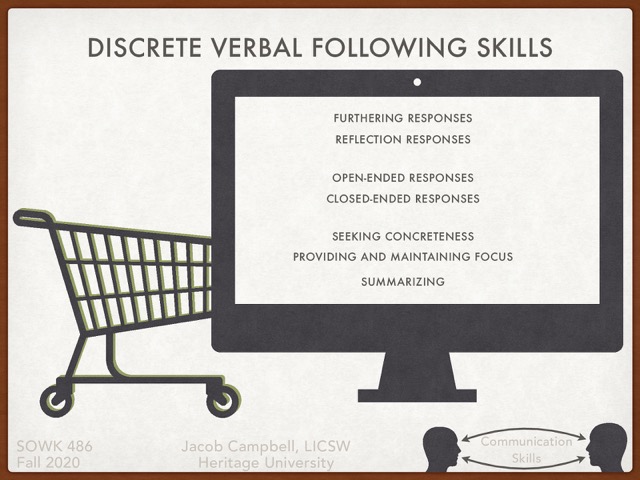 DISCRETE VERBAL FOLLOWING SKILLS
FURTHERING RESPONSES
REFLECTION RESPONSES
OPEN-ENDED RESPONSES
CLOSED-ENDED RESPONSES
SEEKING CONCRETENESS
PROVIDING AND MAINTAINING FOCUS
SUMMARIZING
SOWK 486
Fall 2020
Jacob Campbell, LICSW
Heritage University
Communication
Skills